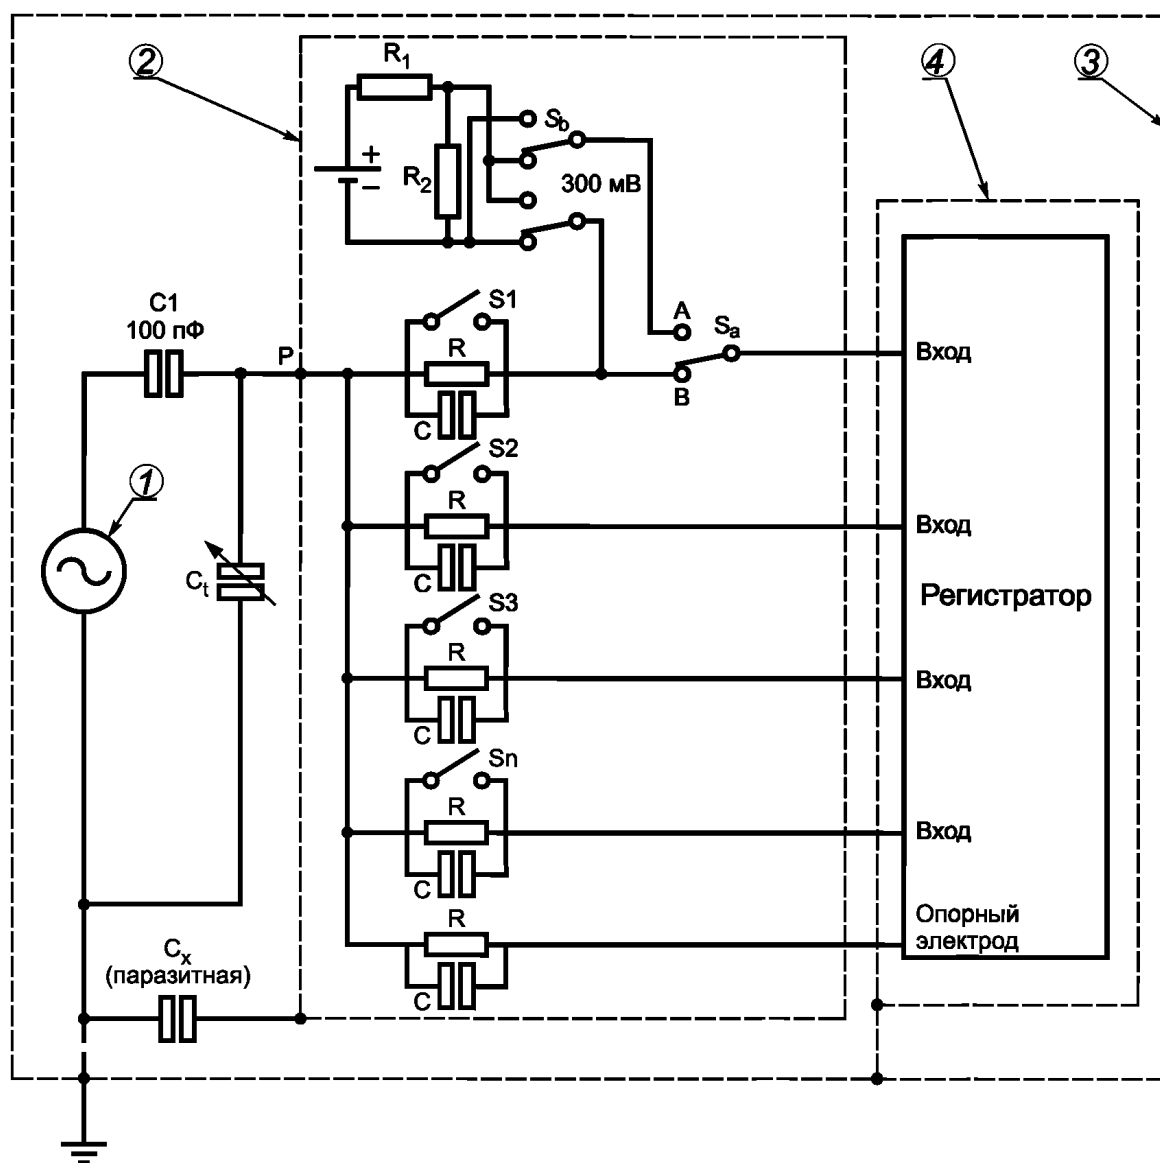 2
4
3
R1
Sb
+
R2
−
300 мВ
S1
C1
100 пФ
A
Sa
P
R
Вход
B
C
S2
1
R
Вход
Ct
C
S3
Регистратор
R
Вход
C
Sn
R
Вход
C
R
Опорный
электрод
Cx
(паразитная)
C